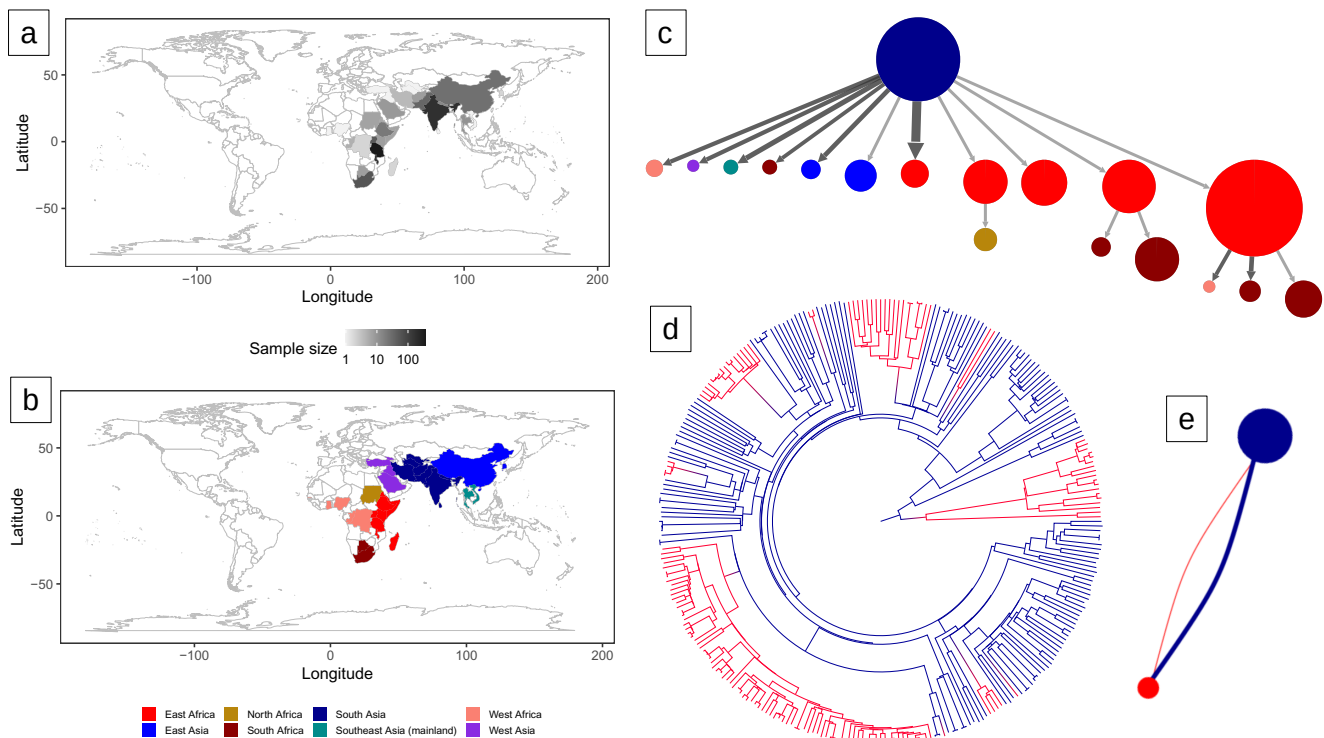 a
50
0
−50
Latitude
−100
0
100
200
Longitude
Sample size
1
10
100
b
50
0
−50
Latitude
−100
0
100
200
Longitude
East Africa
North Africa
South Asia
West Africa
East Asia
South Africa
Southeast Asia (mainland)
West Asia
c
d
e